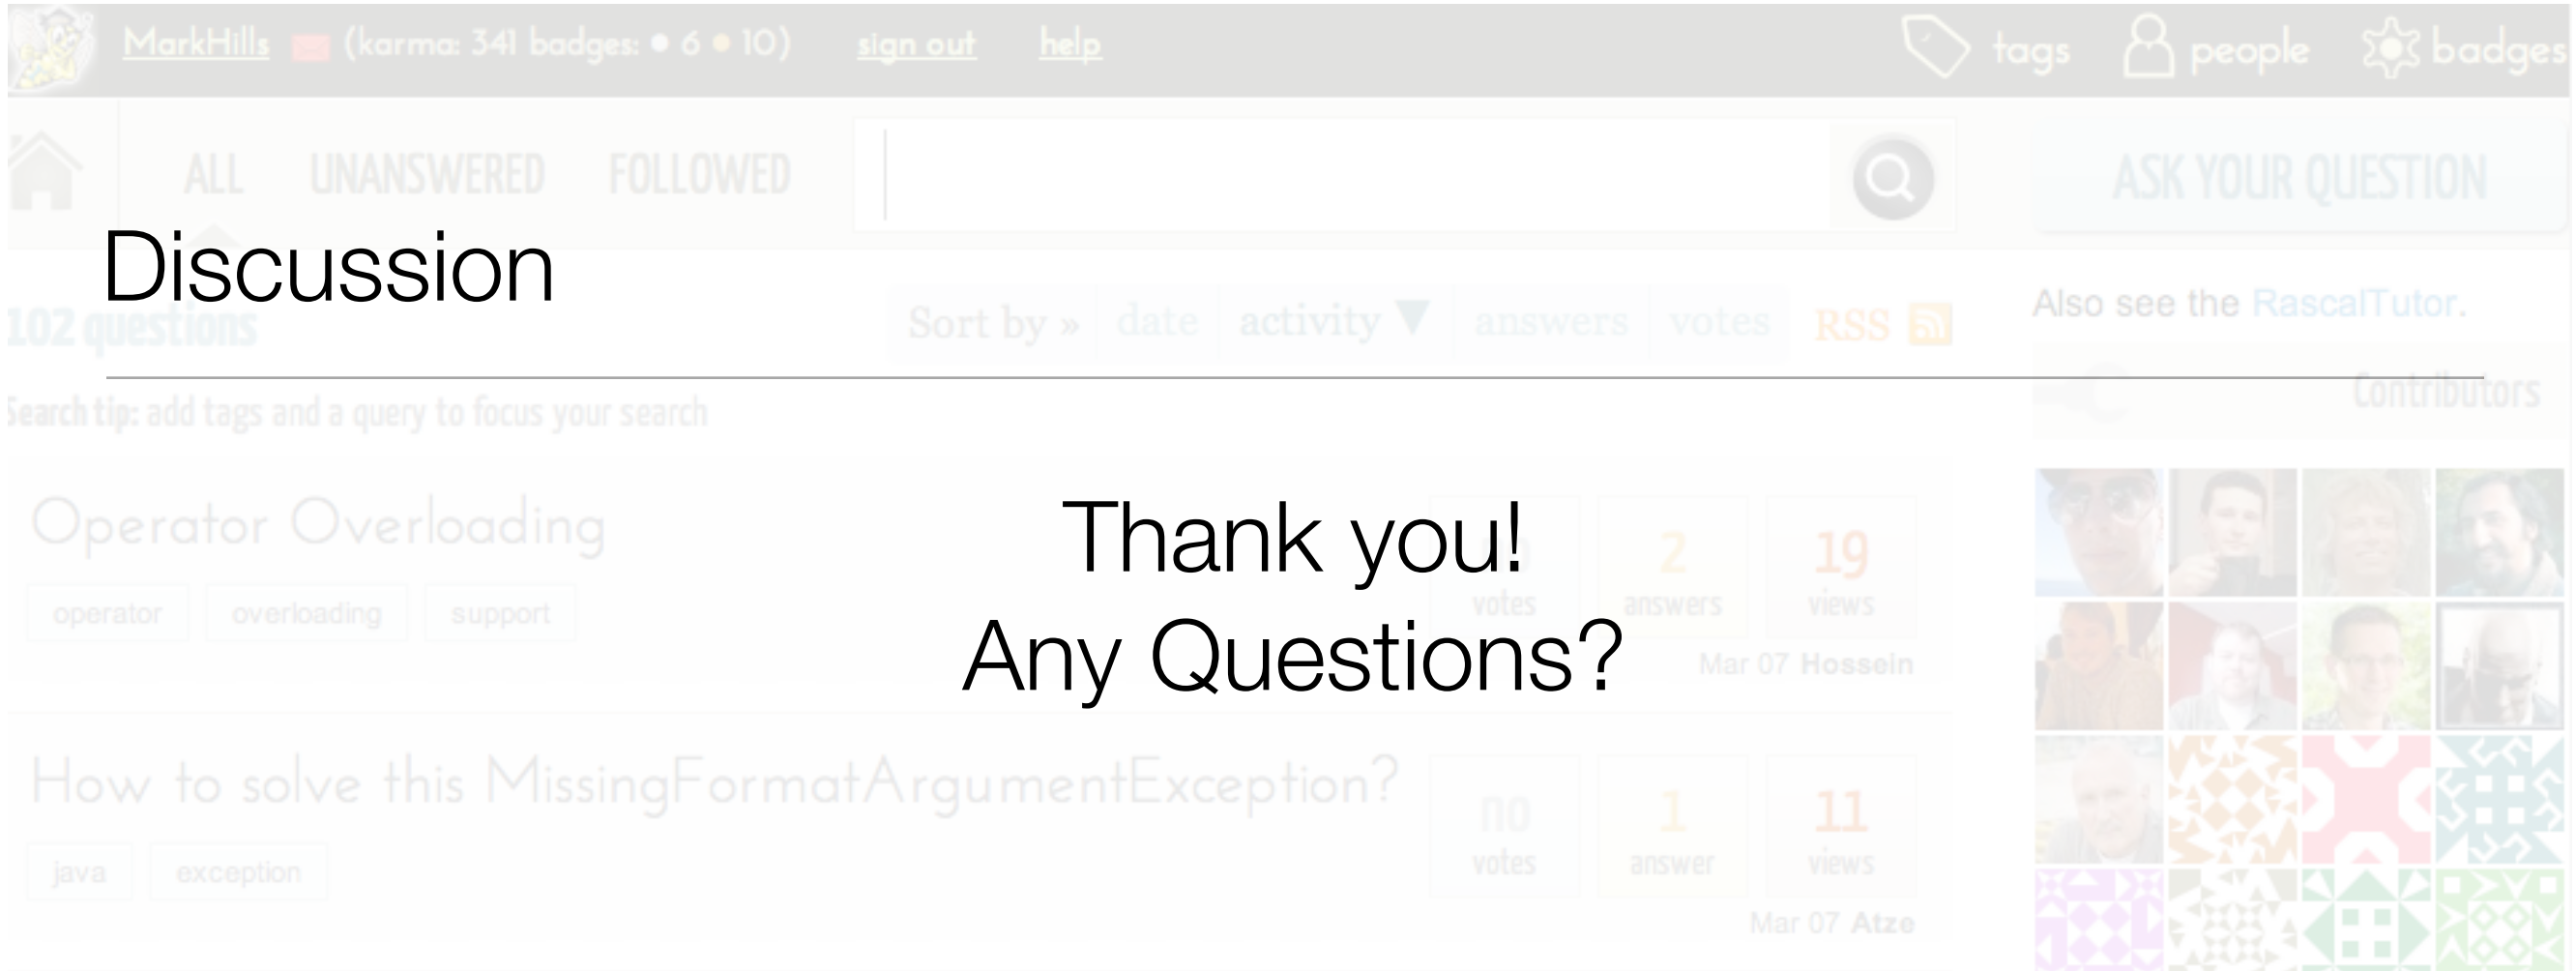 MarkHills (karma: 341 badges: ● 6 ● 10) sign out help tags people badges
ALL UNANSWERED FOLLOWED ASK YOUR QUESTION
Discussion
102 questions Sort by » date activity ▼ answers votes RSS Also see the RascalTutor.
Search tip: add tags and a query to focus your search Contributors
Operator Overloading
Thank you!
no votes 2 answers 19 views
operator overloading support
Any Questions?
Mar 07 Hossein
How to solve this MissingFormatArgumentException?
no votes 1 answer 11 views
java exception
Mar 07 Atze